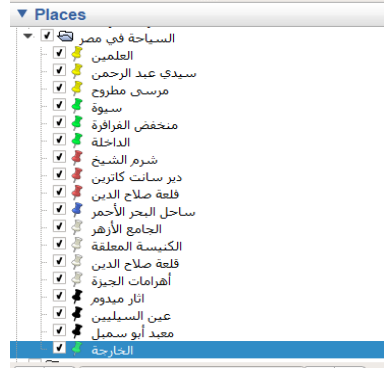 Places
السياحة في مصر
العلمين
سيدي عبد الرحمن
مرسى مطروح
سيوة
منخفض الفرافرة
الداخلة
شرم الشيخ
دير سانت كاترين
قلعة صلاح الدين
ساحل البحر الأحمر
الجامع الأزهر
الكنيسة المعلقة
قلعة صلاح الدين
أهرامات الجيزة
اثار ميدوم
عين السيليين
معبد أبو سمبل
الخارجة